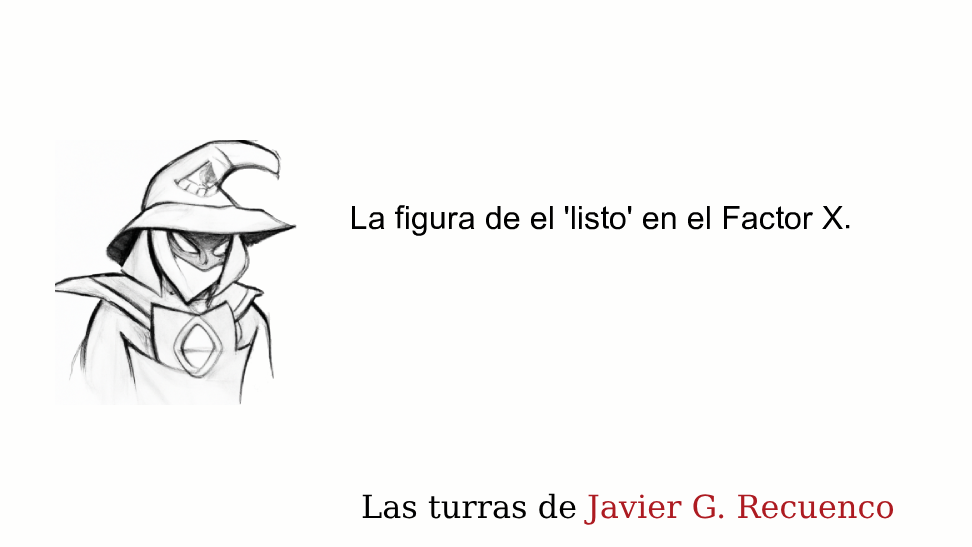 La figura de el 'listo' en el Factor X.
Las turras de Javier G. Recuenco